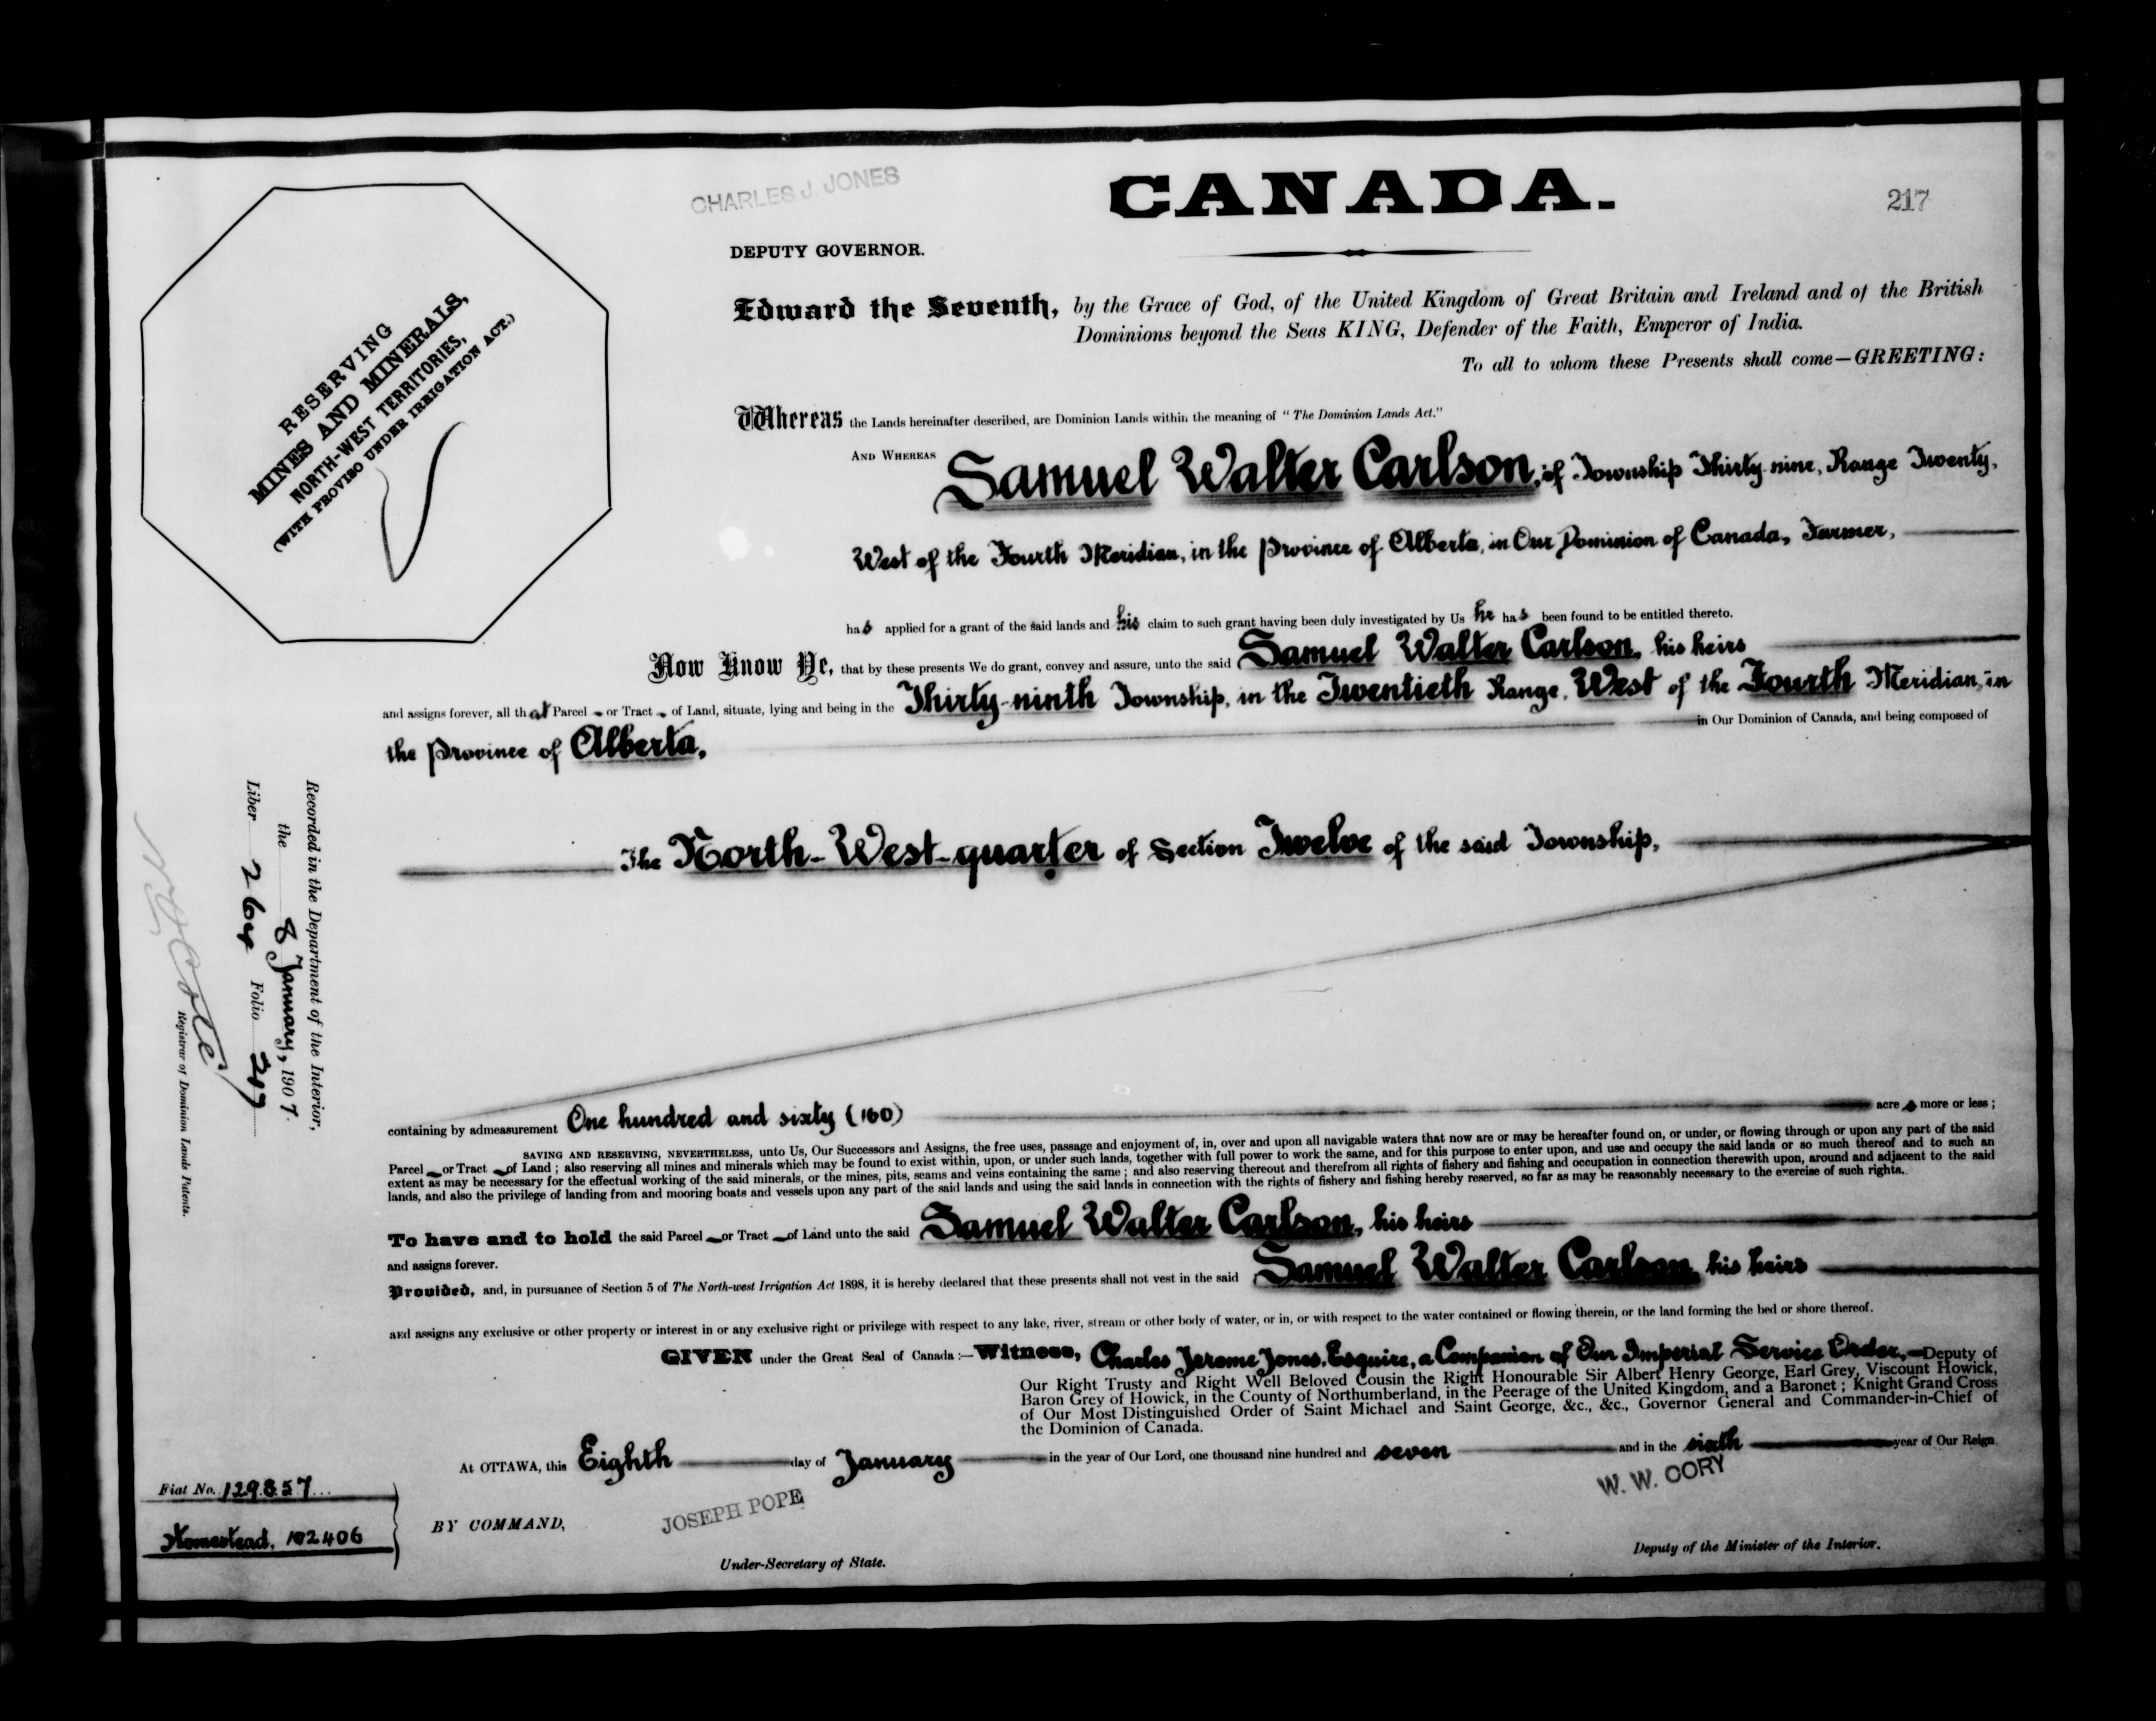 CHARLES J. JONES
CANADA.
217
DEPUTY GOVERNOR.
RESERVING
MINES AND MINERALS,
NORTH-WEST TERRITORIES,
(WITH PROVISO UNDER IRRIGATION ACT.)
Edward the Seventh, by the Grace of God, of the United Kingdom of Great Britain and Ireland and of the British
Dominions beyond the Seas KING, Defender of the Faith, Emperor of India.
To all to whom these Presents shall come—GREETING:
Whereas the Lands hereinafter described, are Dominion Lands within the meaning of "The Dominion Lands Act."
AND WHEREAS Samuel Walter Carlson, of Township Thirty-nine, Range Twenty,
West of the Fourth Meridian, in the Province of Alberta, in Our Dominion of Canada, Farmer,
has applied for a grant of the said lands and his claim to such grant having been duly investigated by Us he has been found to be entitled thereto.
Now Know Ye, that by these presents We do grant, convey and assure, unto the said Samuel Walter Carlson, his heirs
and assigns forever, all that Parcel or Tract of Land, situate, lying and being in the Thirty-ninth Township, in the Twentieth Range, West of the Fourth Meridian, in
the Province of Alberta, in Our Dominion of Canada, and being composed of
The North-West-quarter of Section Twelve of the said Township,
Recorded in the Department of the Interior,
the 8 January, 1907.
Liber 264 Folio 217
Registrar of Dominion Lands Patents.
containing by admeasurement One hundred and sixty (160) acres more or less;
SAVING AND RESERVING, NEVERTHELESS, unto Us, Our Successors and Assigns, the free uses, passage and enjoyment of, in, over and upon all navigable waters that now are or may be hereafter found on, or under, or flowing through or upon any part of the said
Parcel or Tract of Land; also reserving all mines and minerals which may be found to exist within, upon, or under such lands, together with full power to work the same, and for this purpose to enter upon, and use and occupy the said lands or so much thereof and to such an
extent as may be necessary for the effectual working of the said minerals, or the mines, pits, seams and veins containing the same; and also reserving thereout and therefrom all rights of fishery and fishing and occupation in connection therewith upon, around and adjacent to the said
lands, and also the privilege of landing from and mooring boats and vessels upon any part of the said lands and using the said lands in connection with the rights of fishery and fishing hereby reserved, so far as may be reasonably necessary to the exercise of such rights.
To have and to hold the said Parcel or Tract of Land unto the said Samuel Walter Carlson, his heirs
and assigns forever.
Provided, and, in pursuance of Section 5 of The North-west Irrigation Act 1898, it is hereby declared that these presents shall not vest in the said Samuel Walter Carlson, his heirs
and assigns any exclusive or other property or interest in or any exclusive right or privilege with respect to any lake, river, stream or other body of water, or in, or with respect to the water contained or flowing therein, or the land forming the bed or shore thereof.
GIVEN under the Great Seal of Canada:—Witness, Charles Jerome Jones, Esquire, a Companion of Our Imperial Service Order,—Deputy of
Our Right Trusty and Right Well Beloved Cousin the Right Honourable Sir Albert Henry George, Earl Grey, Viscount Howick,
Baron Grey of Howick, in the County of Northumberland, in the Peerage of the United Kingdom, and a Baronet; Knight Grand Cross
of Our Most Distinguished Order of Saint Michael and Saint George, &c., &c., Governor General and Commander-in-Chief of
the Dominion of Canada.
At OTTAWA, this Eighth day of January in the year of Our Lord, one thousand nine hundred and seven and in the sixth year of Our Reign
Fiat No. 129857
Homestead, 102406
BY COMMAND,
JOSEPH POPE
Under-Secretary of State.
W. W. CORY
Deputy of the Minister of the Interior.